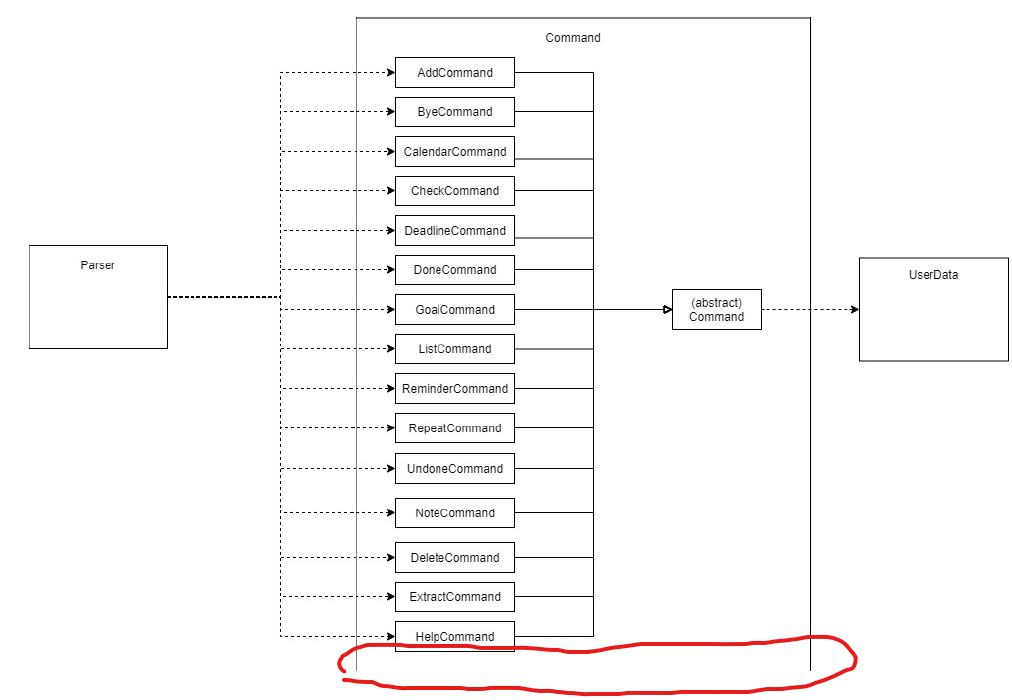 Command
AddCommand
ByeCommand
CalendarCommand
CheckCommand
DeadlineCommand
Parser
DoneCommand
UserData
GoalCommand
(abstract)
Command
ListCommand
ReminderCommand
RepeatCommand
UndoneCommand
NoteCommand
DeleteCommand
ExtractCommand
HelpCommand